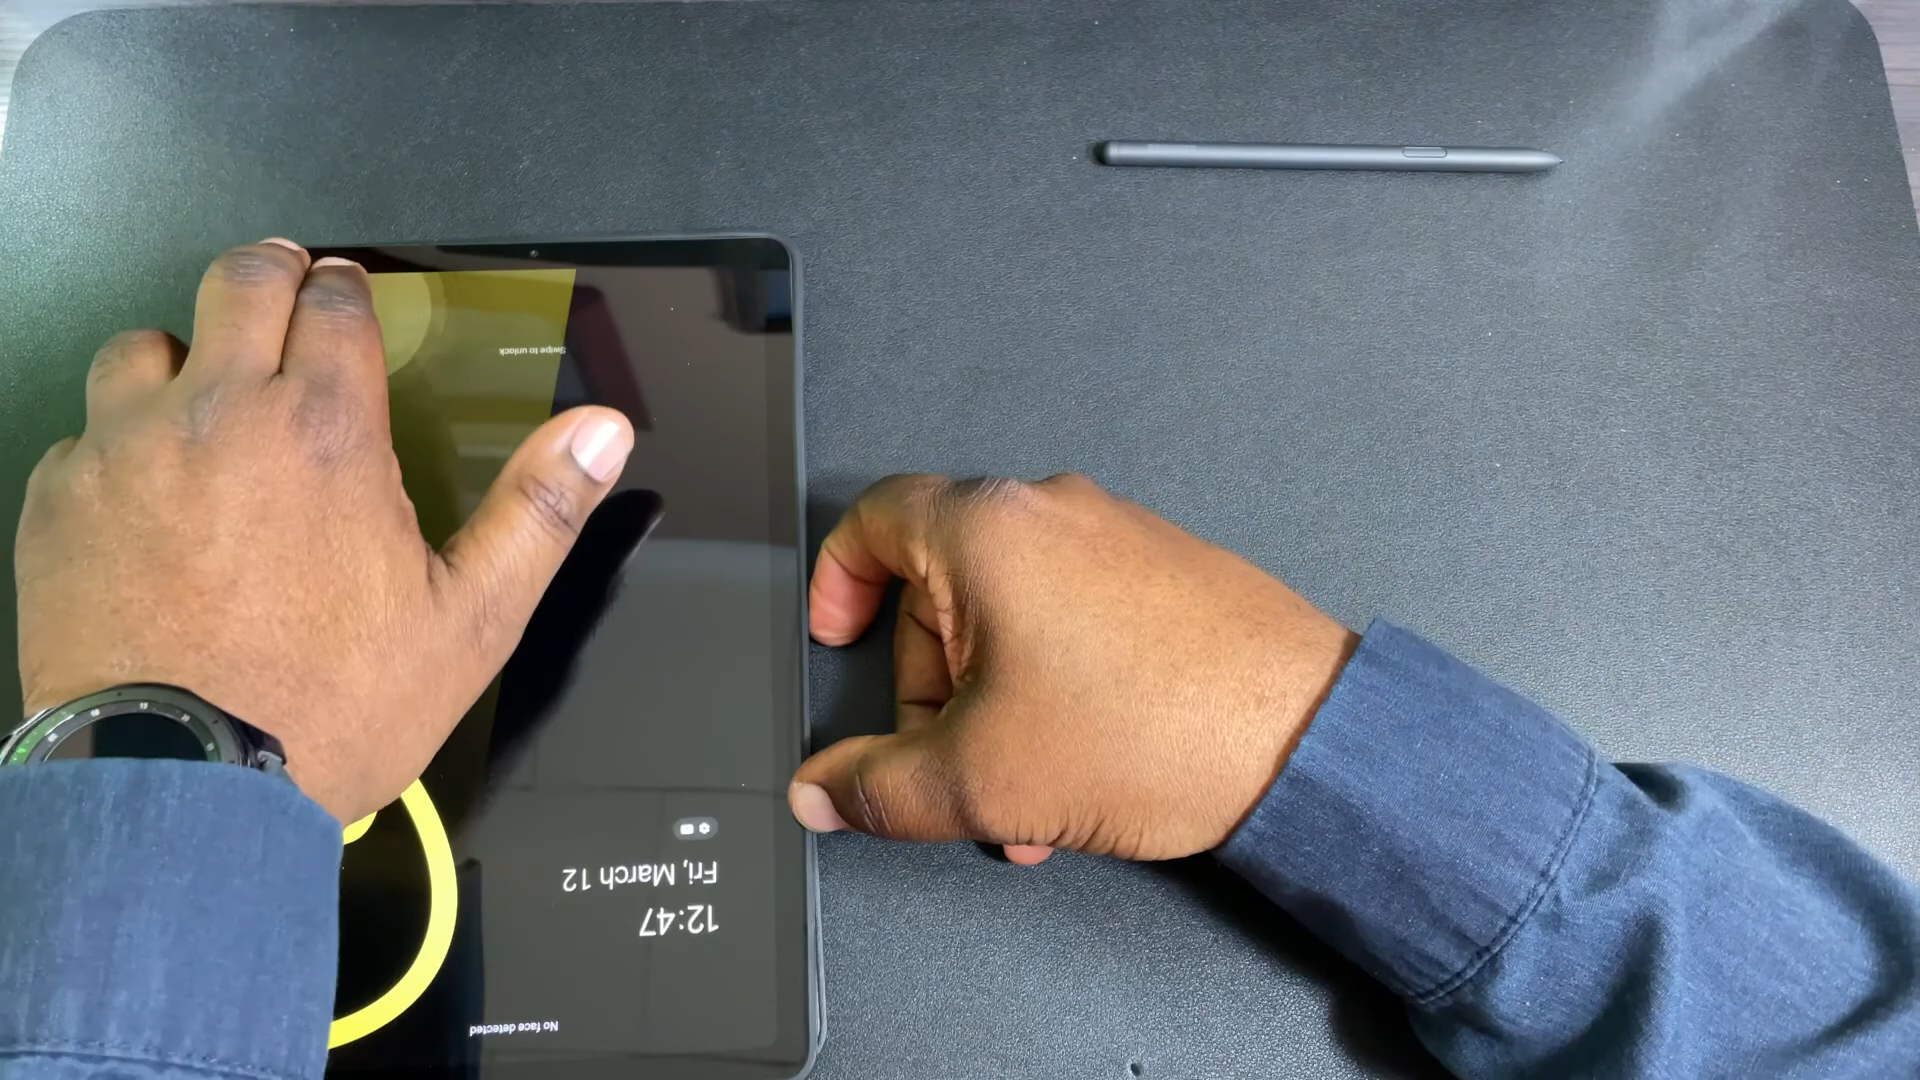 No face detected
12:47
Fri, March 12
Swipe to unlock